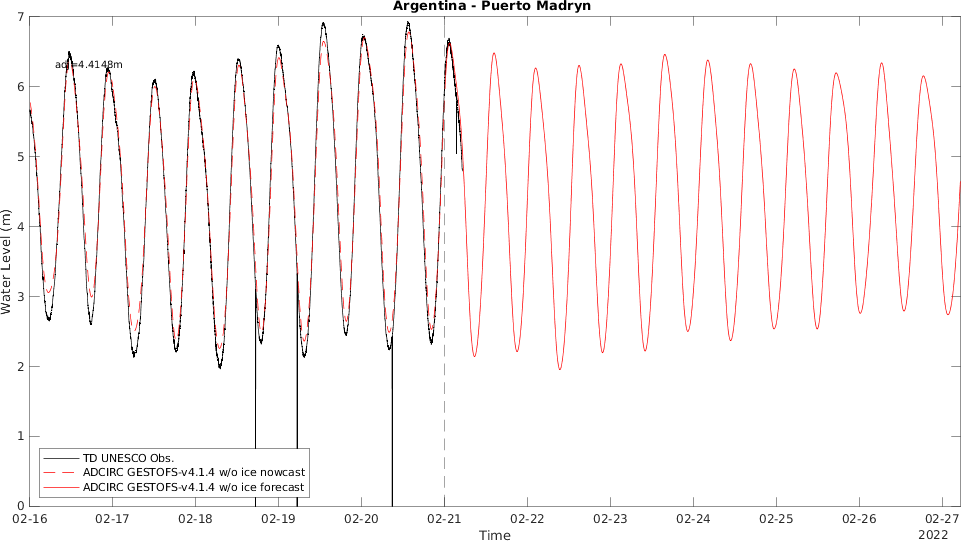 Argentina - Puerto Madryn
7
6
5
4
3
2
1
0
Water Level (m)
adj=4.4148m
TD UNESCO Obs.
ADCIRC GESTOFS-v4.1.4 w/o ice nowcast
ADCIRC GESTOFS-v4.1.4 w/o ice forecast
02-16 02-17 02-18 02-19 02-20 02-21 02-22 02-23 02-24 02-25 02-26 02-27
Time 2022